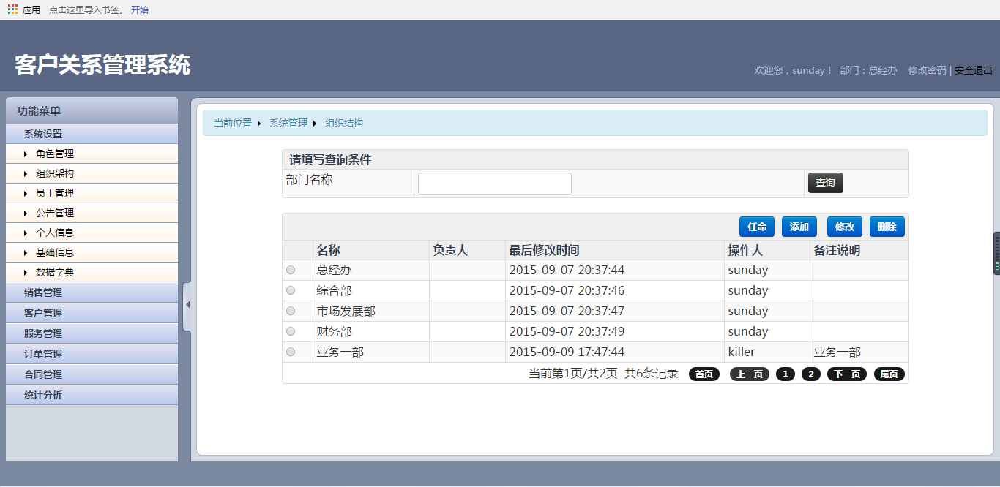 应用 点击这里导入书签。 开始
客户关系管理系统
欢迎您，sunday！ 部门：总经办 修改密码 | 安全退出
功能菜单
系统设置
角色管理
组织架构
员工管理
公告管理
个人信息
基础信息
数据字典
销售管理
客户管理
服务管理
订单管理
合同管理
统计分析
当前位置 系统管理 组织结构
请填写查询条件
部门名称 查询
任命 添加 修改 删除
名称 负责人 最后修改时间 操作人 备注说明
总经办 2015-09-07 20:37:44 sunday
综合部 2015-09-07 20:37:46 sunday
市场发展部 2015-09-07 20:37:47 sunday
财务部 2015-09-07 20:37:49 sunday
业务一部 2015-09-09 17:47:44 killer 业务一部
当前第1页/共2页 共6条记录 首页 上一页 1 2 下一页 尾页